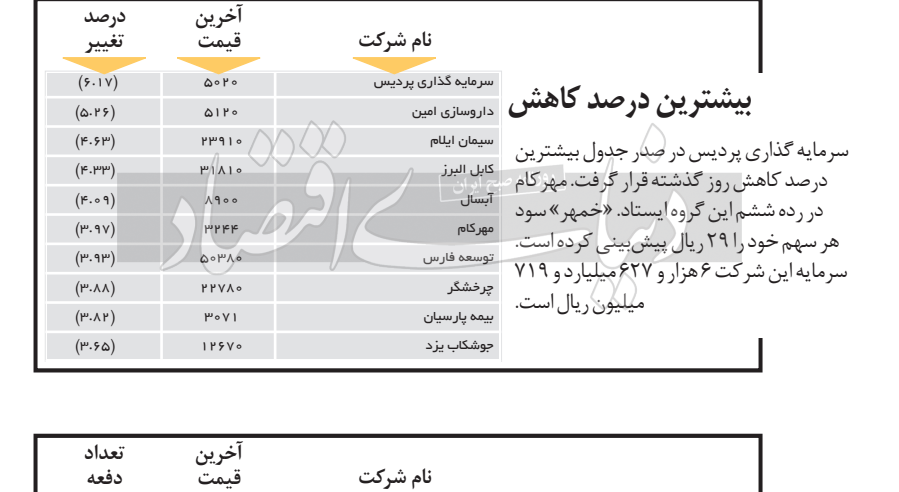 بیشترین درصد کاهش
سرمایه گذاری پردیس در صدر جدول بیشترین
درصد کاهش روز گذشته قرار گرفت. مهرکام
در رده ششم این گروه ایستاد. «خمهر» سود
هر سهم خود را ۲۹ ریال پیش‌بینی کرده است.
سرمایه این شرکت ۶ هزار و ۶۲۷ میلیارد و ۷۱۹
میلیون ریال است.
نام شرکت آخرین قیمت درصد تغییر
سرمایه گذاری پردیس ۵۰۲۰ (۶.۱۷)
داروسازی امین ۵۱۲۰ (۵.۲۶)
سیمان ایلام ۲۳۹۱۰ (۴.۶۳)
کابل البرز ۳۱۸۱۰ (۴.۳۳)
آبسال ۸۹۰۰ (۴.۰۹)
مهرکام ۳۲۴۴ (۳.۹۷)
توسعه فارس ۵۰۳۸۰ (۳.۹۳)
چرخشگر ۲۲۷۸۰ (۳.۸۸)
بیمه پارسیان ۳۰۷۱ (۳.۸۲)
جوشکاب یزد ۱۲۶۷۰ (۳.۶۵)
دنیای اقتصاد
صبح ایران
نام شرکت آخرین قیمت تعداد دفعه